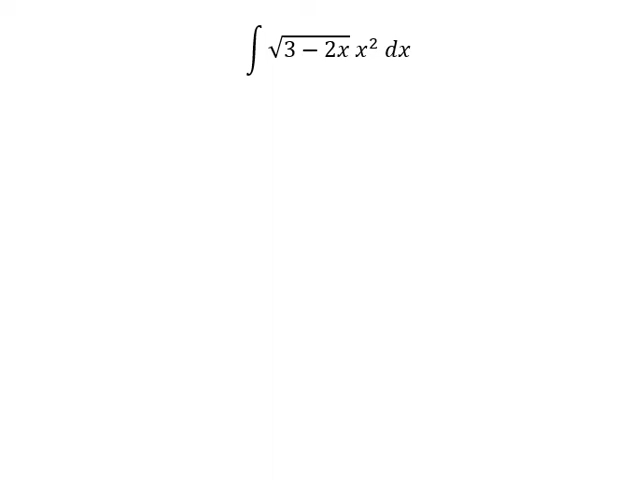 ∫ √(3 − 2x) x² dx